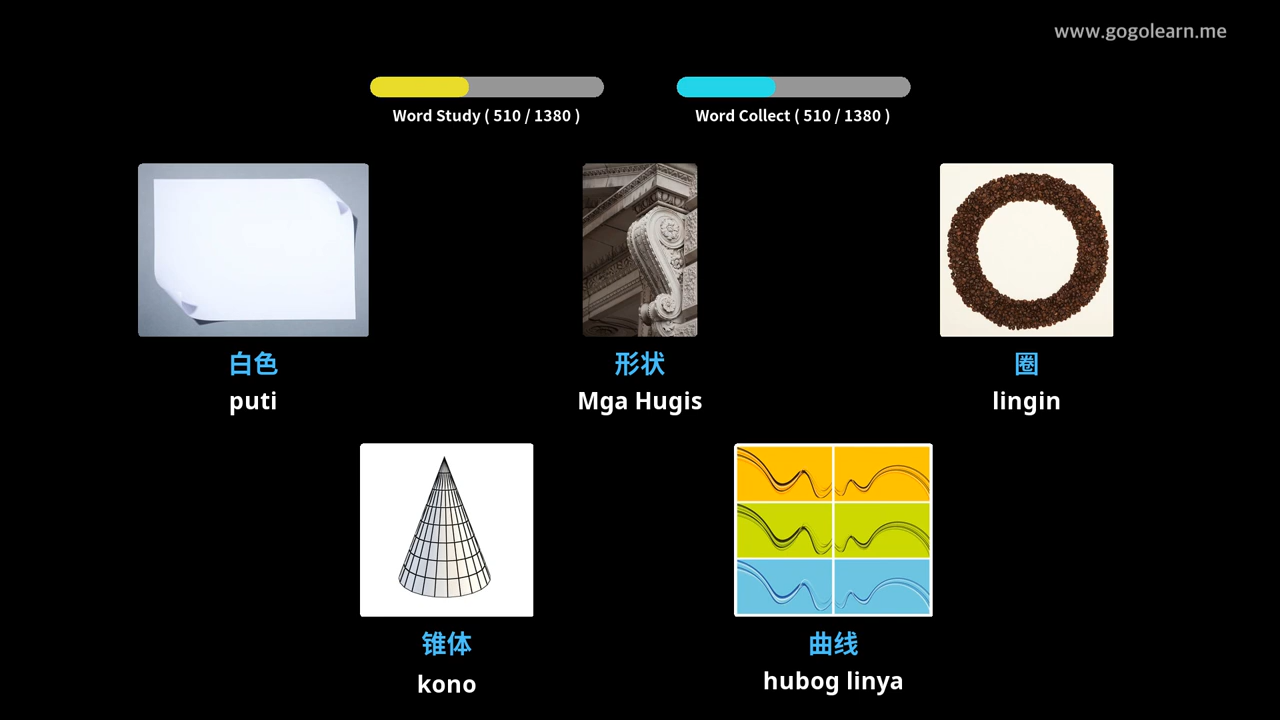 www.gogolearn.me
Word Study ( 510 / 1380 )
Word Collect ( 510 / 1380 )
白色
puti
形状
Mga Hugis
圈
lingin
锥体
kono
曲线
hubog linya